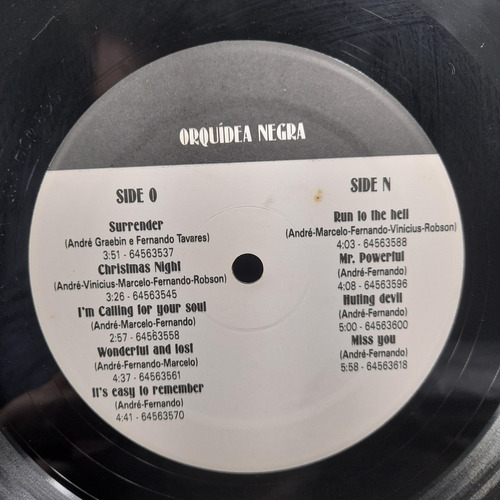 ORQUÍDEA NEGRA
SIDE O
Surrender
(André Graebin e Fernando Tavares)
3:51 - 64563537
Christmas Night
(André-Vinicius-Marcelo-Fernando-Robson)
3:26 - 64563545
I'm Calling for your soul
(André-Marcelo-Fernando)
2:57 - 64563558
Wonderful and lost
(André-Fernando-Marcelo)
4:37 - 64563561
It's easy to remember
(André-Fernando)
4:41 - 64563570
SIDE N
Run to the hell
(André-Marcelo-Fernando-Vinicius-Robson)
4:03 - 64563588
Mr. Powerful
(André-Fernando)
4:08 - 64563596
Huting devil
(André-Fernando)
5:00 - 64563600
Miss you
(André-Fernando)
5:58 - 64563618